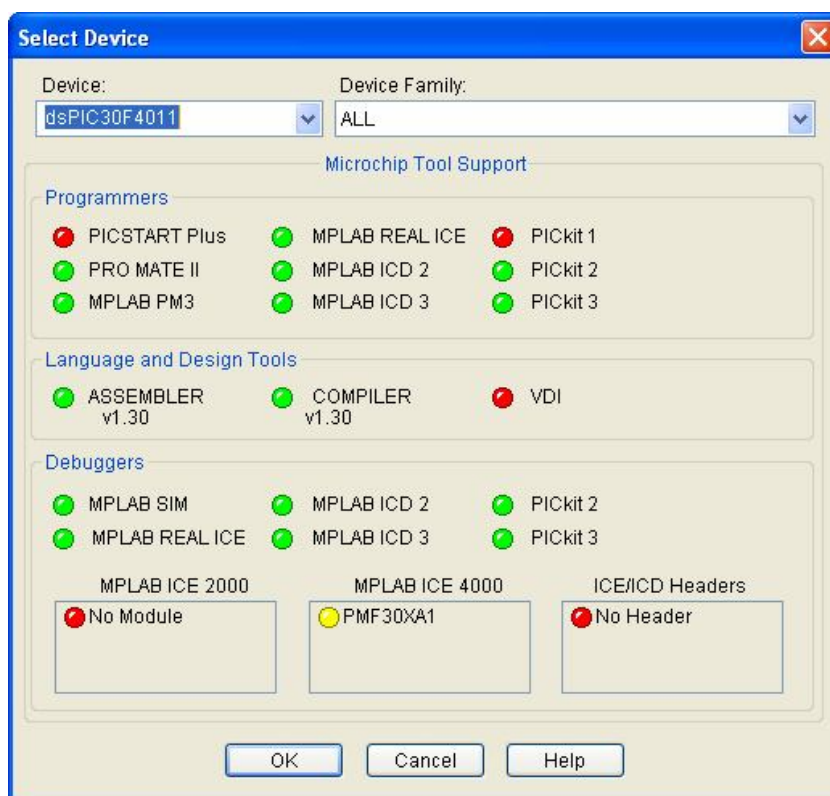 Select Device
Device: Device Family:
dsPIC30F4011 ALL
Microchip Tool Support
Programmers
PICSTART Plus MPLAB REAL ICE PICkit 1
PRO MATE II MPLAB ICD 2 PICkit 2
MPLAB PM3 MPLAB ICD 3 PICkit 3
Language and Design Tools
ASSEMBLER COMPILER VDI
v1.30 v1.30
Debuggers
MPLAB SIM MPLAB ICD 2 PICkit 2
MPLAB REAL ICE MPLAB ICD 3 PICkit 3
MPLAB ICE 2000 MPLAB ICE 4000 ICE/ICD Headers
No Module PMF30XA1 No Header
OK Cancel Help